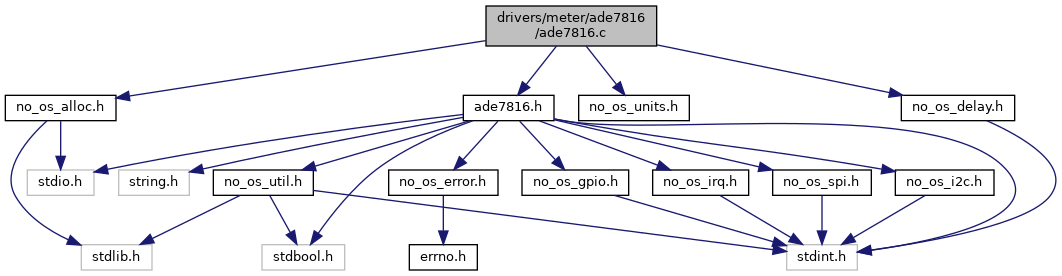 drivers/meter/ade7816
/ade7816.c
no_os_alloc.h
ade7816.h
no_os_units.h
no_os_delay.h
stdio.h
string.h
no_os_util.h
no_os_error.h
no_os_gpio.h
no_os_irq.h
no_os_spi.h
no_os_i2c.h
stdlib.h
stdbool.h
errno.h
stdint.h